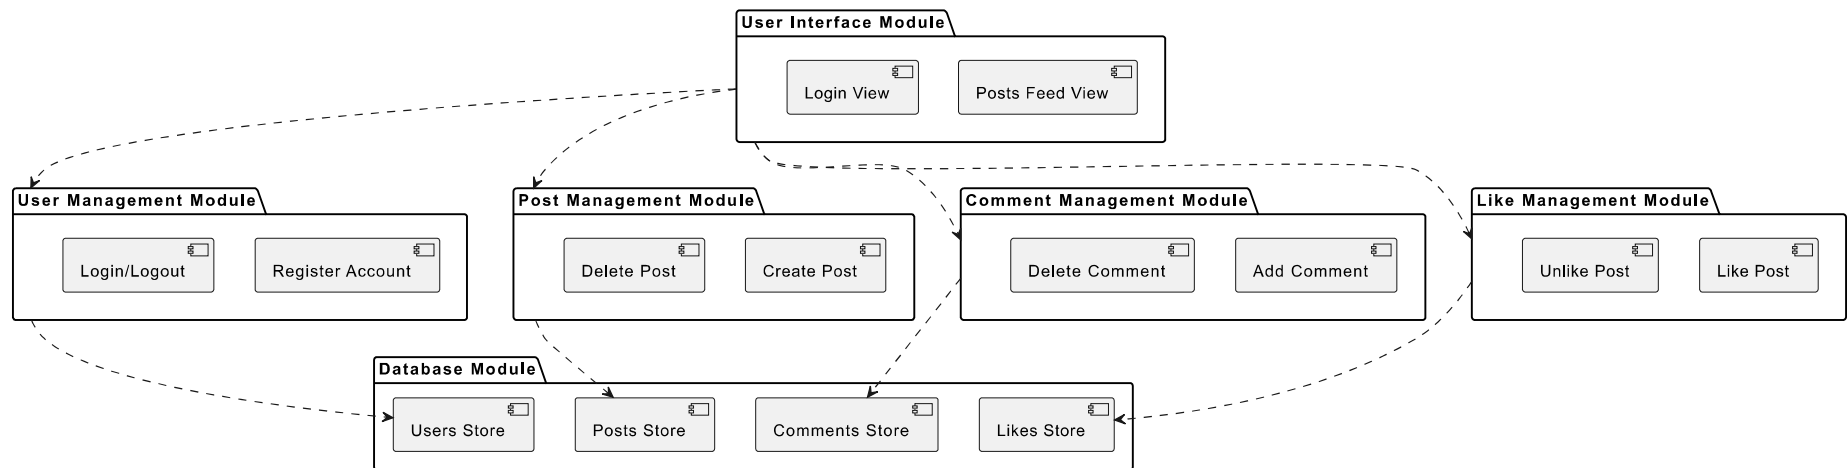 User Interface Module
Login View
Posts Feed View
User Management Module
Login/Logout
Register Account
Post Management Module
Delete Post
Create Post
Comment Management Module
Delete Comment
Add Comment
Like Management Module
Unlike Post
Like Post
Database Module
Users Store
Posts Store
Comments Store
Likes Store